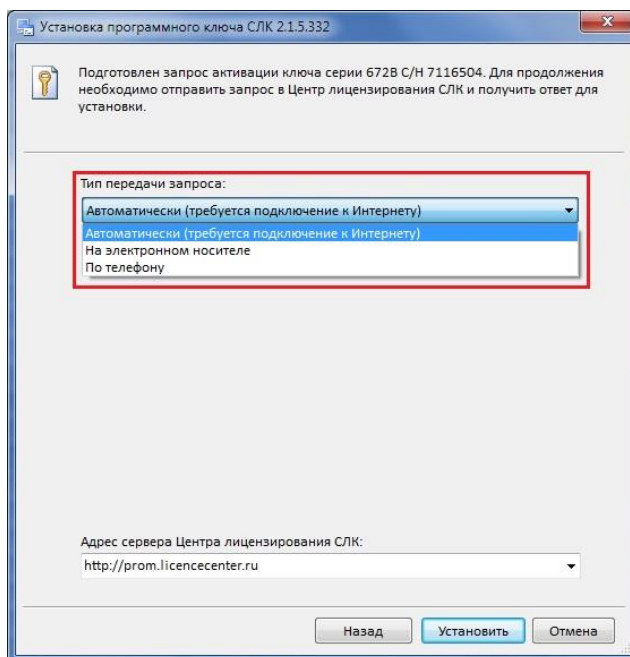 Установка программного ключа СЛК 2.1.5.332
Подготовлен запрос активации ключа серии 672B С/Н 7116504. Для продолжения
необходимо отправить запрос в Центр лицензирования СЛК и получить ответ для
установки.
Тип передачи запроса:
Автоматически (требуется подключение к Интернету)
Автоматически (требуется подключение к Интернету)
На электронном носителе
По телефону
Адрес сервера Центра лицензирования СЛК:
http://prom.licencecenter.ru
Назад Установить Отмена